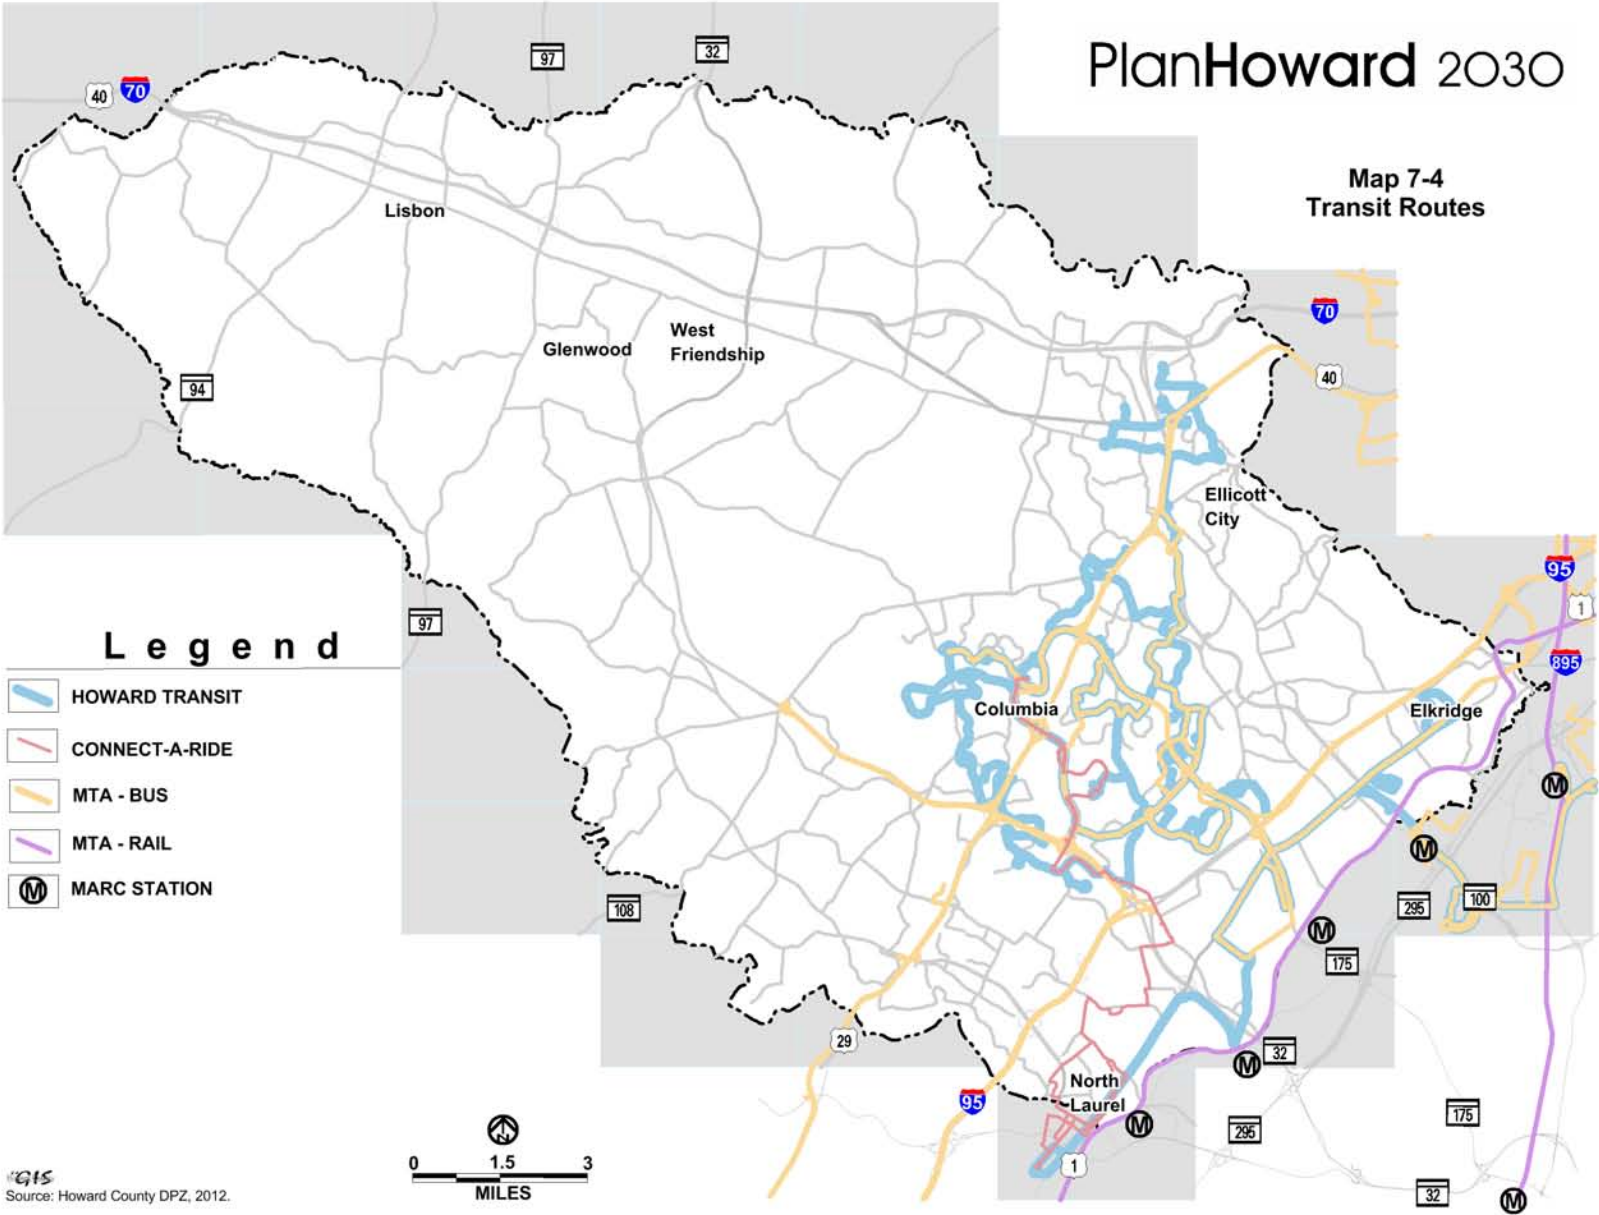 PlanHoward 2030
Map 7-4
Transit Routes
97
32
40
70
Lisbon
70
West
Friendship
Glenwood
40
94
Ellicott
City
95
1
97
895
Legend
HOWARD TRANSIT
CONNECT-A-RIDE
MTA - BUS
MTA - RAIL
M
MARC STATION
Columbia
Elkridge
M
M
108
295
100
M
175
29
32
M
North
Laurel
95
175
M
295
1
N
0 1.5 3
MILES
32
M
GIS
Source: Howard County DPZ, 2012.